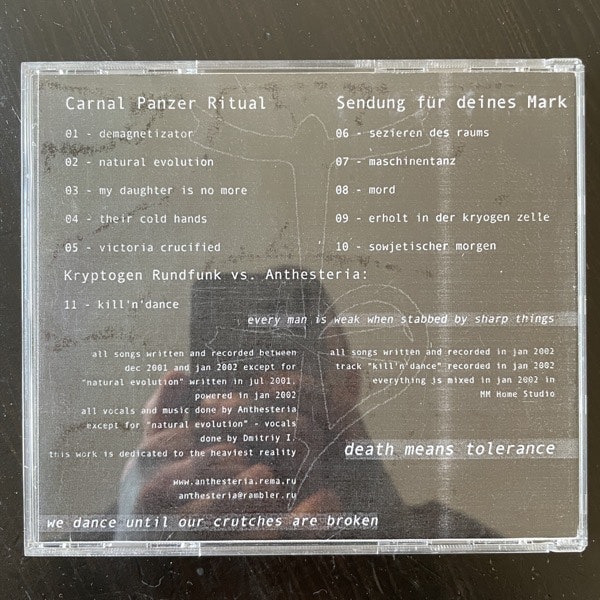 Carnal Panzer Ritual
01 - demagnetizator
02 - natural evolution
03 - my daughter is no more
04 - their cold hands
05 - victoria crucified
Sendung für deines Mark
06 - sezieren des raums
07 - maschinentanz
08 - mord
09 - erholt in der kryogen zelle
10 - sowjetischer morgen
Kryptogen Rundfunk vs. Anthesteria:
11 - kill'n'dance
every man is weak when stabbed by sharp things
all songs written and recorded between
dec 2001 and jan 2002 except for
"natural evolution" written in jul 2001,
powered in jan 2002
all vocals and music done by Anthesteria
except for "natural evolution" - vocals
done by Dmitriy I.
this work is dedicated to the heaviest reality
www.anthesteria.rema.ru
anthesteria@rambler.ru
all songs written and recorded in jan 2002
track "kill'n'dance" recorded in jan 2002
everything is mixed in jan 2002 in
MM Home Studio
death means tolerance
we dance until our crutches are broken